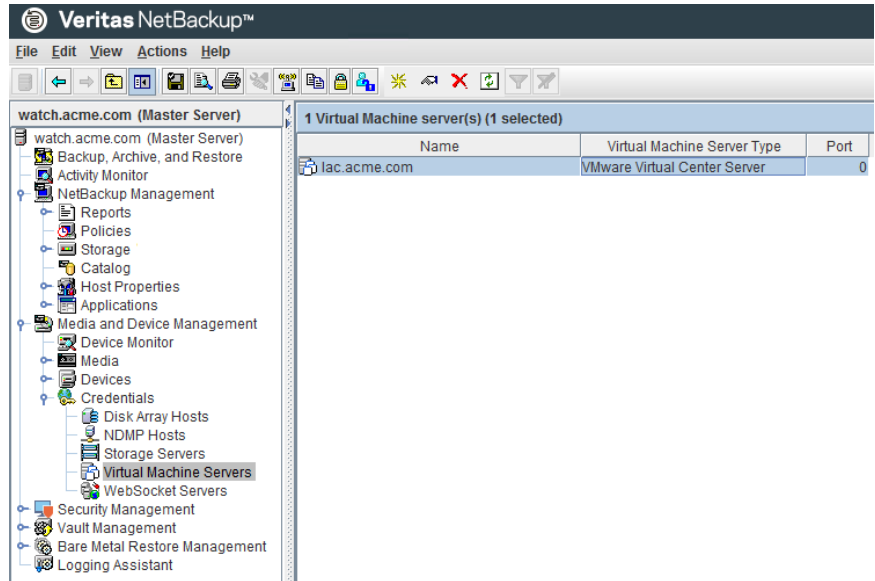 Veritas NetBackup™
File Edit View Actions Help
watch.acme.com (Master Server)
1 Virtual Machine server(s) (1 selected)
watch.acme.com (Master Server)
Backup, Archive, and Restore
Activity Monitor
NetBackup Management
Reports
Policies
Storage
Catalog
Host Properties
Applications
Media and Device Management
Device Monitor
Media
Devices
Credentials
Disk Array Hosts
NDMP Hosts
Storage Servers
Virtual Machine Servers
WebSocket Servers
Security Management
Vault Management
Bare Metal Restore Management
Logging Assistant
Name Virtual Machine Server Type Port
lac.acme.com VMware Virtual Center Server 0